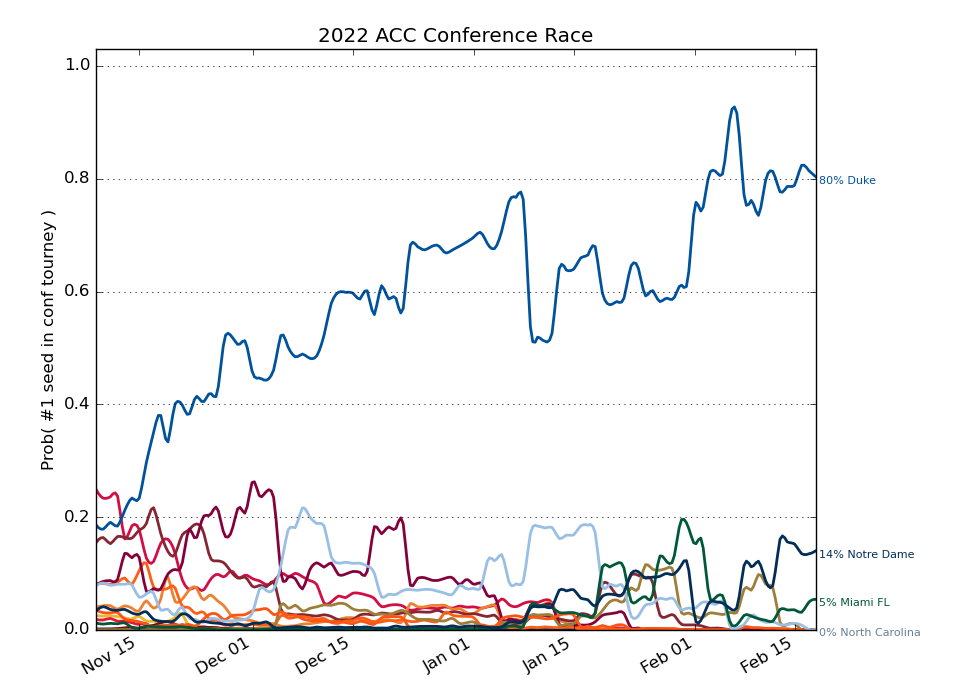 2022 ACC Conference Race
Prob( #1 seed in conf tourney )
1.0
0.8
0.6
0.4
0.2
0.0
80% Duke
14% Notre Dame
5% Miami FL
0% North Carolina
Nov 15
Dec 01
Dec 15
Jan 01
Jan 15
Feb 01
Feb 15